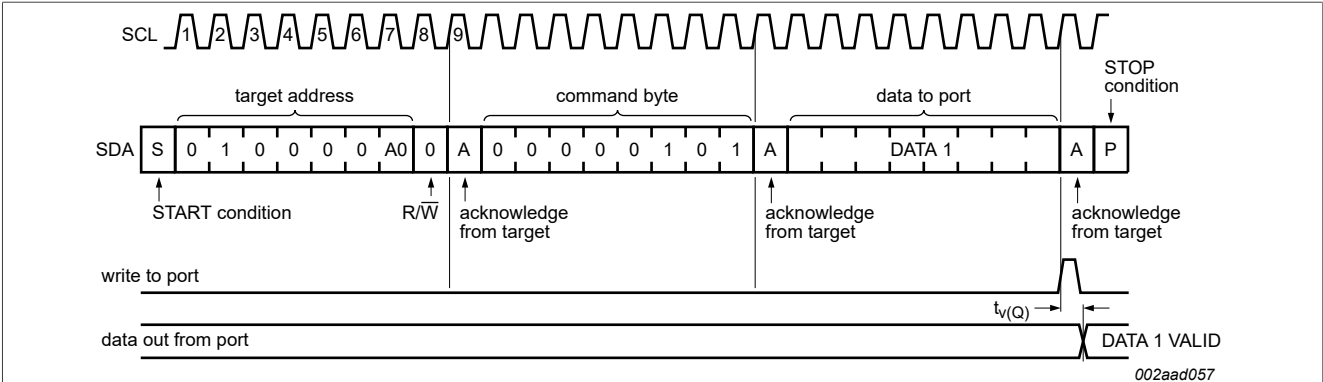 SCL 1 2 3 4 5 6 7 8 9
STOP
condition
target address command byte data to port
SDA S 0 1 0 0 0 0 A0 0 A 0 0 0 0 0 1 0 1 A DATA 1 A P
START condition R/W̅ acknowledge
from target acknowledge
from target acknowledge
from target
write to port
tv(Q)
data out from port DATA 1 VALID
002aad057